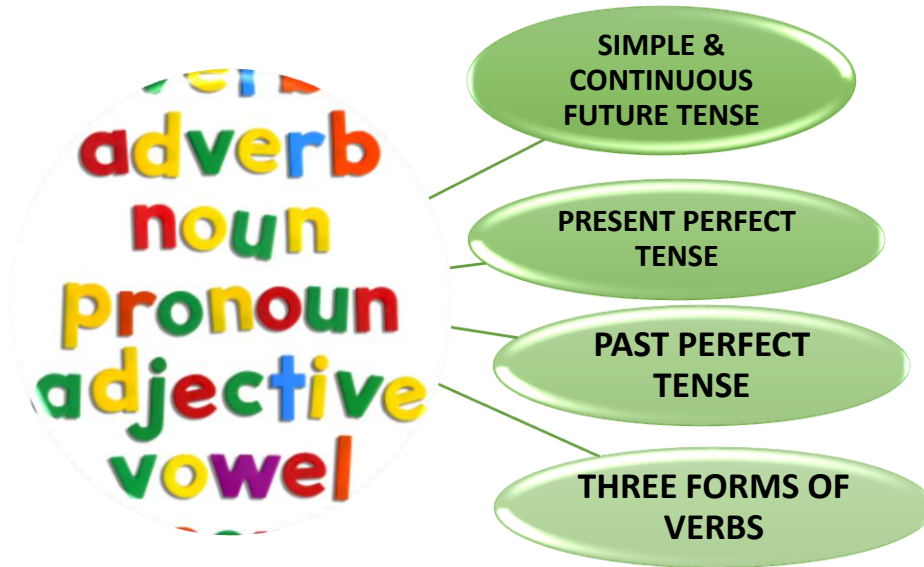 adverb
noun
pronoun
adjective
vowel
SIMPLE &
CONTINUOUS
FUTURE TENSE
PRESENT PERFECT
TENSE
PAST PERFECT
TENSE
THREE FORMS OF
VERBS